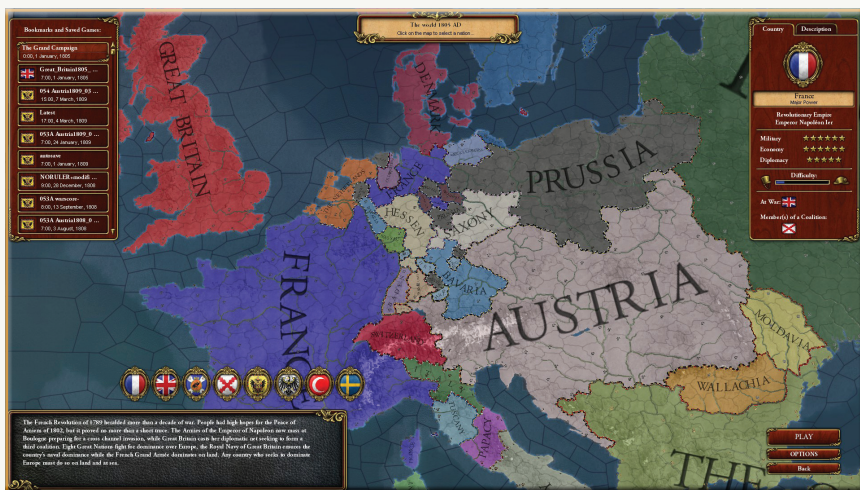 Bookmarks and Saved Games:
The Grand Campaign
0:00, 1 January, 1805
Great_Britain1805_ ...
7:00, 1 January, 1805
054 Austria1809_03 ...
15:00, 7 March, 1809
Latest
17:00, 4 March, 1809
053A Austria1809_0 ...
7:00, 24 January, 1809
autosave
7:00, 1 January, 1809
9:00, 28 December, 1808
8:00, 13 September, 1808
053A Austria1808_0 ...
7:00, 3 August, 1808
The world 1805 AD
Click on the map to select a nation...
Country
Description
France
Major Power
Revolutionary Empire
Emperor Napoléon Ier
Military
Economy
Diplomacy
Difficulty:
At War:
Member(s) of a Coalition:
GREAT BRITAIN
DENMARK
PRUSSIA
HESSEN
SAXONY
FRANCE
BAVARIA
AUSTRIA
MOLDAVIA
WALLACHIA
PAPACY
THE
The French Revolution of 1789 heralded more than a decade of war. People had high hopes for the Peace of
Amiens of 1802, but it proved no more than a short truce. The Armies of the Emperor of Napoleon now mass at
Boulogne preparing for a cross channel invasion, while Great Britain casts her diplomatic net seeking to form a
third coalition. Eight Great Nations fight for dominance over Europe, the Royal Navy of Great Britain ensures the
country's naval dominance while the French Grand Armée dominates on land. Any country who seeks to dominate
Europe must do so on land and at sea.
PLAY
OPTIONS
Back